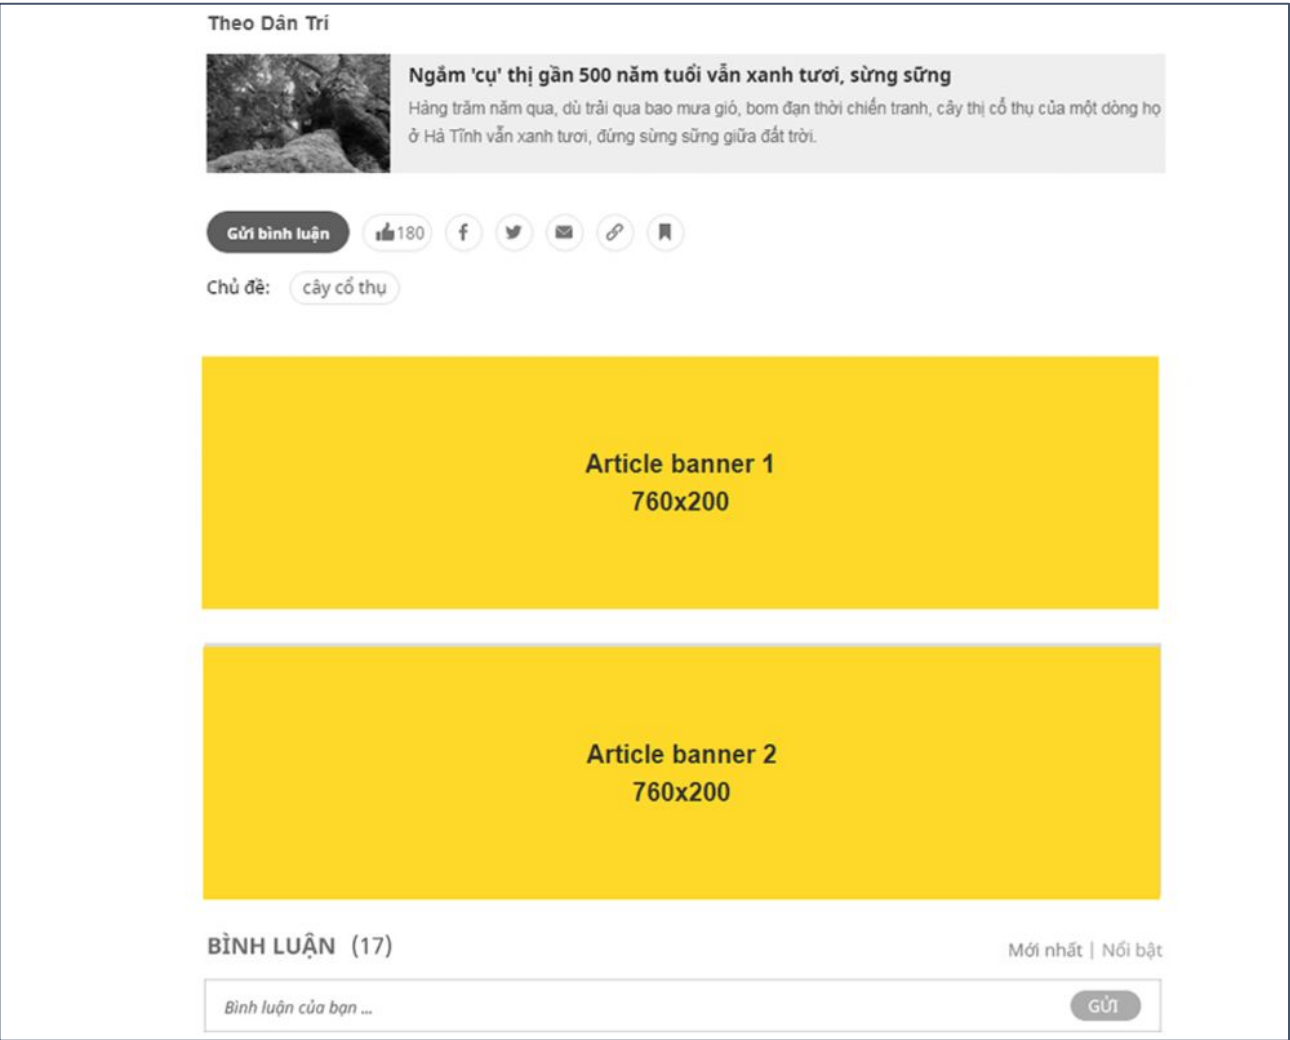 Theo Dân Trí
Ngắm 'cụ' thị gần 500 năm tuổi vẫn xanh tươi, sừng sững
Hàng trăm năm qua, dù trải qua bao mưa gió, bom đạn thời chiến tranh, cây thị cổ thụ của một dòng họ
ở Hà Tĩnh vẫn xanh tươi, đứng sừng sững giữa đất trời.
Gửi bình luận 180
Chủ đề: cây cổ thụ
Article banner 1
760x200
Article banner 2
760x200
BÌNH LUẬN (17) Mới nhất | Nổi bật
Bình luận của bạn ... GỬI